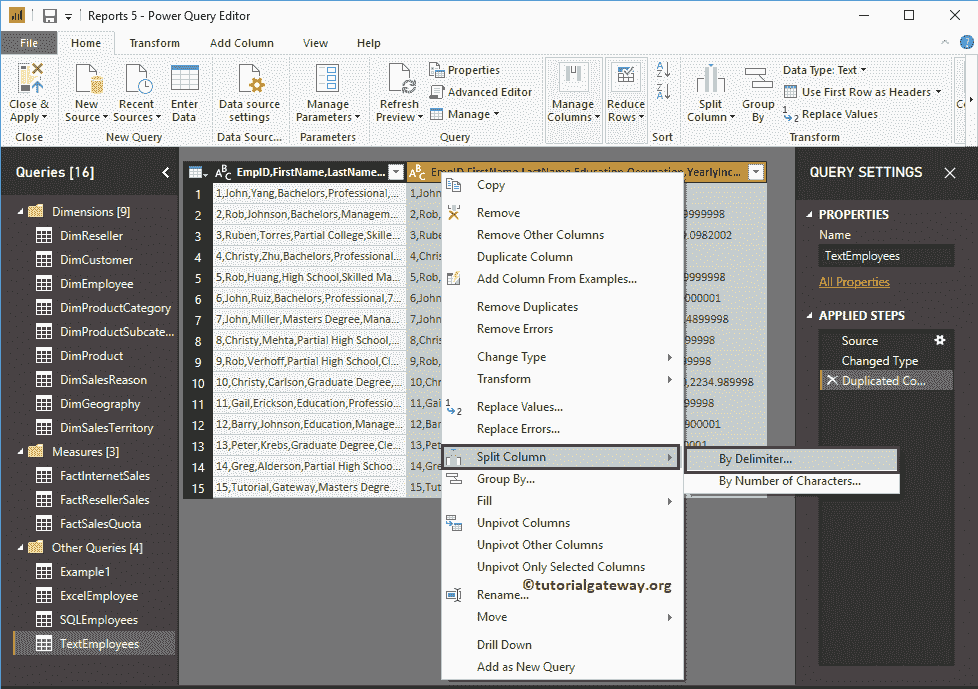 Reports 5 - Power Query Editor
File Home Transform Add Column View Help
Close & Apply
New Source
Recent Sources
Enter Data
Data source settings
Manage Parameters
Refresh Preview
Properties
Advanced Editor
Manage
Manage Columns
Reduce Rows
Split Column
Group By
Data Type: Text
Use First Row as Headers
Replace Values
Close New Query Data Sourc... Parameters Query Sort Transform
Queries [16]
Dimensions [9]
DimReseller
DimCustomer
DimEmployee
DimProductCategory
DimProductSubcate...
DimProduct
DimSalesReason
DimGeography
DimSalesTerritory
Measures [3]
FactInternetSales
FactResellerSales
FactSalesQuota
Other Queries [4]
Example1
ExcelEmployee
SQLEmployees
TextEmployees
EmpID,FirstName,LastName... EmpID,FirstName,LastName,Education,Occupation,YearlyInc...
1 1,John,Yang,Bachelors,Professional,... 1,John
2 2,Rob,Johnson,Bachelors,Managem... 2,Rob, 9999998
3 3,Ruben,Torres,Partial College,Skille... 3,Rube .0982002
4 4,Christy,Zhu,Bachelors,Professional... 4,Chris
5 5,Rob,Huang,High School,Skilled Ma... 5,Rob, 9999998
6 6,John,Ruiz,Bachelors,Professional,7... 6,John 000001
7 7,John,Miller,Masters Degree,Mana... 7,John 4899998
8 8,Christy,Mehta,Partial High School,... 8,Chris 99998
9 9,Rob,Verhoff,Partial High School,Cl... 9,Rob, 99998
10 10,Christy,Carlson,Graduate Degree,... 10,Chr ,2234.989998
11 11,Gail,Erickson,Education,Professio... 11,Gai 99998
12 12,Barry,Johnson,Education,Manage... 12,Bar 900001
13 13,Peter,Krebs,Graduate Degree,Cle... 13,Pet 0001
14 14,Greg,Alderson,Partial High Schoo... 14,Gre
15 15,Tutorial,Gateway,Masters Degre... 15,Tut
Copy
Remove
Remove Other Columns
Duplicate Column
Add Column From Examples...
Remove Duplicates
Remove Errors
Change Type
Transform
Replace Values...
Replace Errors...
Split Column
By Delimiter...
By Number of Characters...
Group By...
Fill
Unpivot Columns
Unpivot Other Columns
Unpivot Only Selected Columns
©tutorialgateway.org
Rename...
Move
Drill Down
Add as New Query
QUERY SETTINGS
PROPERTIES
Name
TextEmployees
All Properties
APPLIED STEPS
Source
Changed Type
Duplicated Co...